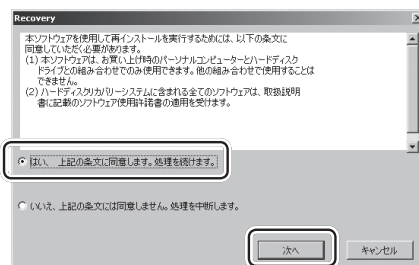 Recovery
本ソフトウェアを使用して再インストールを実行するためには、以下の条文に
同意していただく必要があります。
(1) 本ソフトウェアは、お買い上げ時のパーソナルコンピューターとハードディスク
ドライブとの組み合わせでのみ使用できます。他の組み合わせで使用することは
できません。
(2) ハードディスクリカバリーシステムに含まれる全てのソフトウェアは、取扱説明
書に記載のソフトウェア使用許諾書の適用を受けます。
はい、 上記の条文に同意します。処理を続けます。
いいえ、上記の条文には同意しません。処理を中断します。
次へ
キャンセル